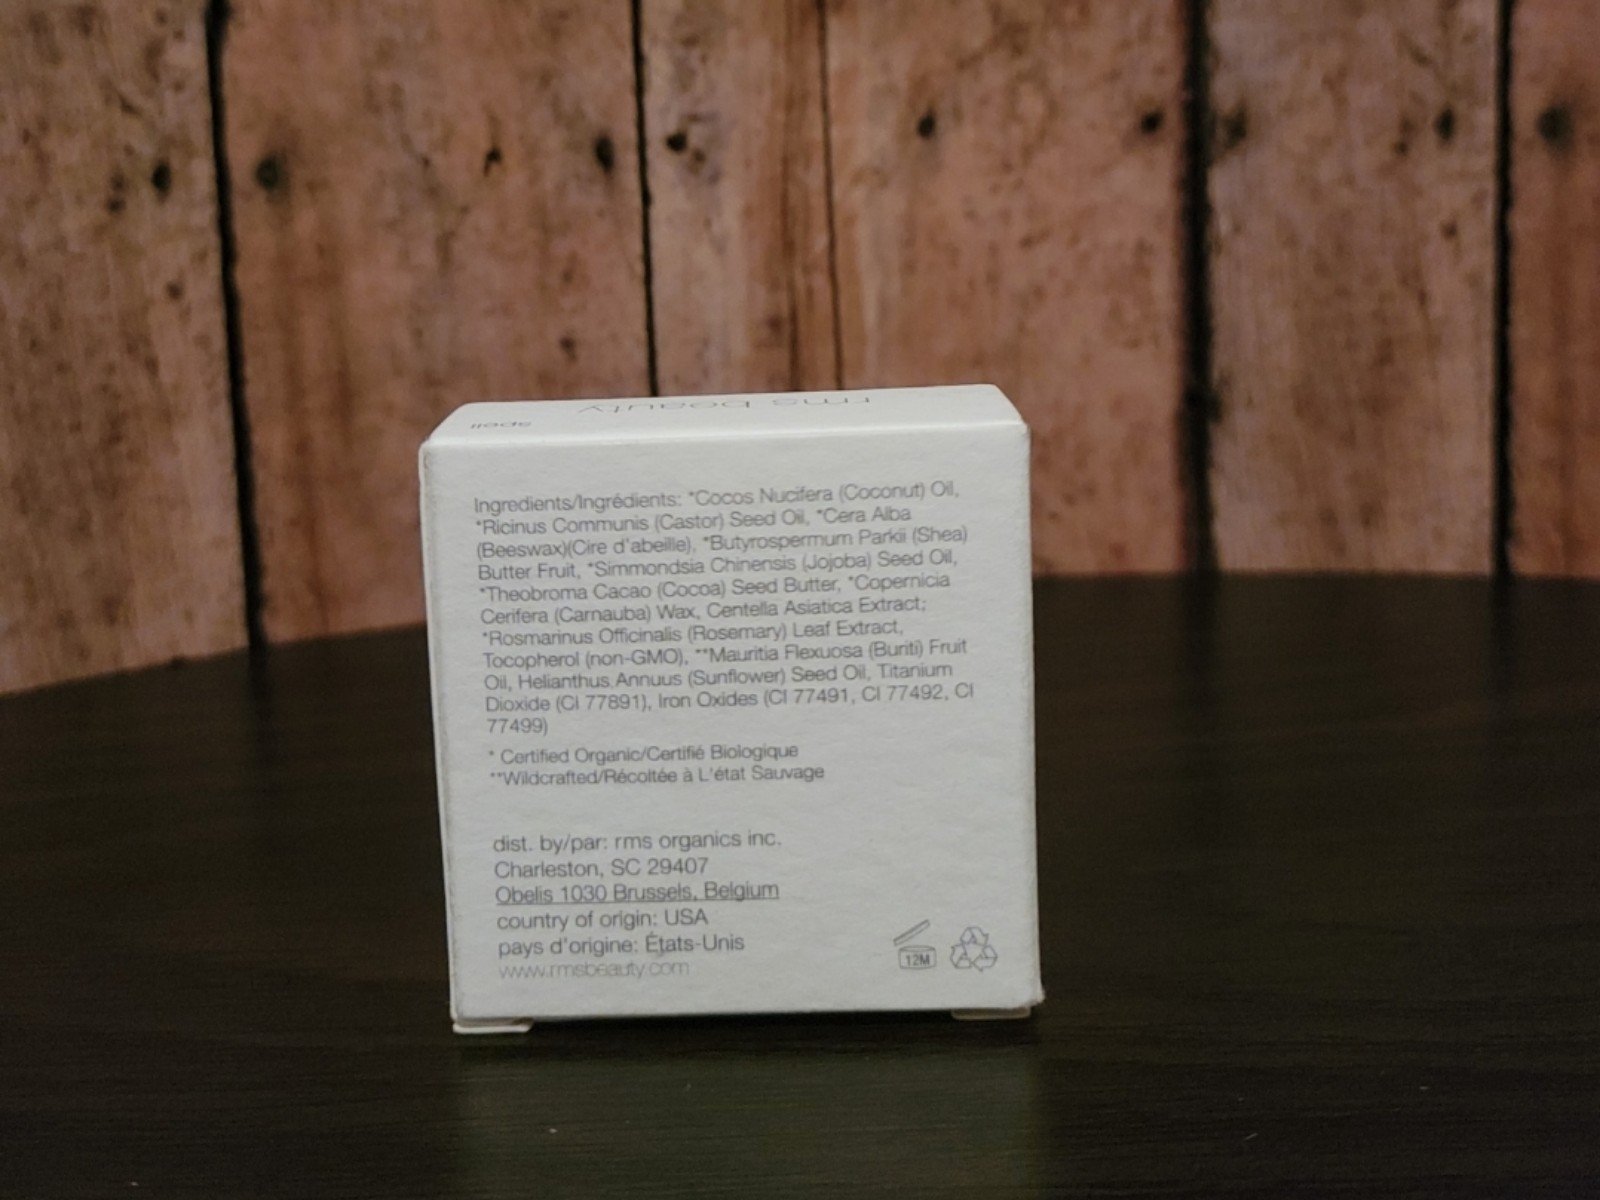 rms beauty
spell
Ingredients/Ingrédients: *Cocos Nucifera (Coconut) Oil,
*Ricinus Communis (Castor) Seed Oil, *Cera Alba
(Beeswax)(Cire d'abeille), *Butyrospermum Parkii (Shea)
Butter Fruit, *Simmondsia Chinensis (Jojoba) Seed Oil,
*Theobroma Cacao (Cocoa) Seed Butter, *Copernicia
Cerifera (Carnauba) Wax, Centella Asiatica Extract;
*Rosmarinus Officinalis (Rosemary) Leaf Extract,
Tocopherol (non-GMO), **Mauritia Flexuosa (Buriti) Fruit
Oil, Helianthus Annuus (Sunflower) Seed Oil, Titanium
Dioxide (CI 77891), Iron Oxides (CI 77491, CI 77492, CI
77499)
* Certified Organic/Certifié Biologique
**Wildcrafted/Récoltée à L'état Sauvage
dist. by/par: rms organics inc.
Charleston, SC 29407
Obelis 1030 Brussels, Belgium
country of origin: USA
pays d'origine: États-Unis
www.rmsbeauty.com
12M